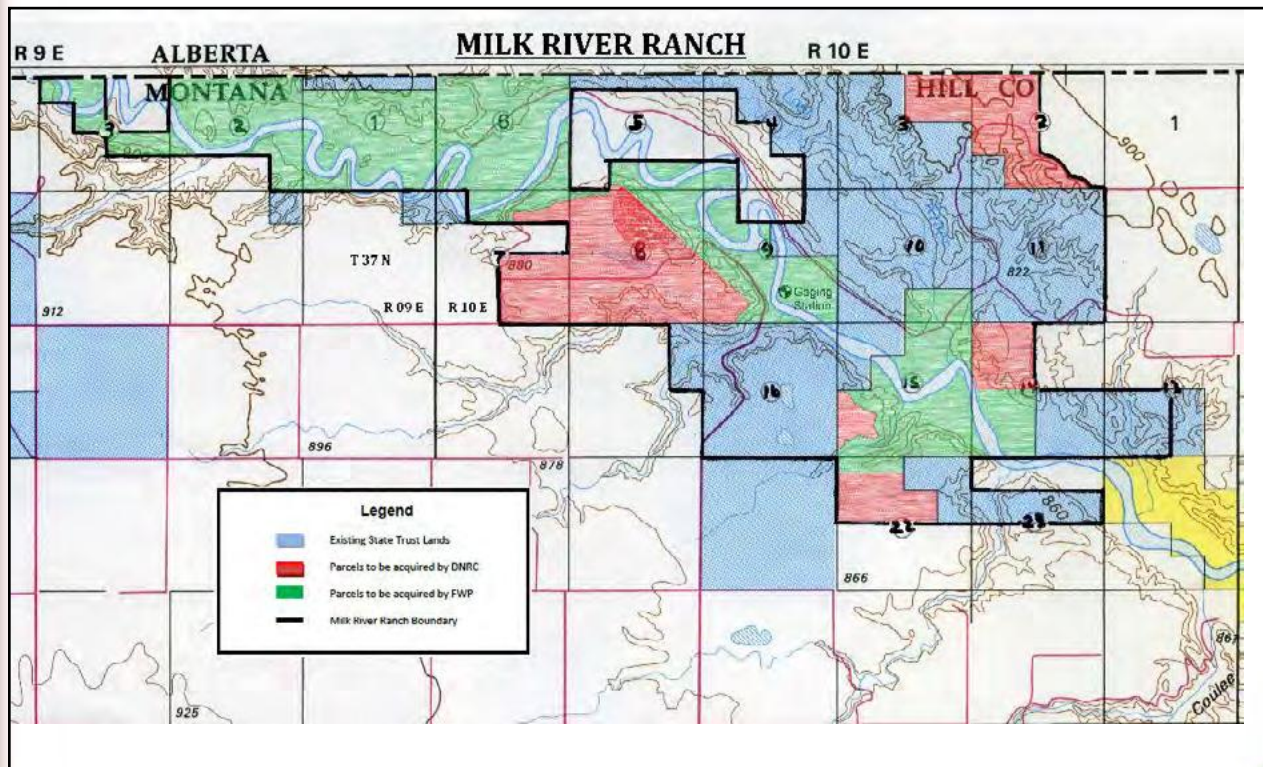 MILK RIVER RANCH
R 9 E ALBERTA R 10 E
MONTANA HILL CO
3 2 1 6 5 4 3 2 1
900
900
7 8 9 10 11
880
822
T 37 N
R 09 E R 10 E
Gaging
Station
912
16 15 14 13
896
878
860
22 23
866
Legend
Existing State Trust Lands
Parcels to be acquired by DNRC
Parcels to be acquired by FWP
Milk River Ranch Boundary
867
Coulee
925